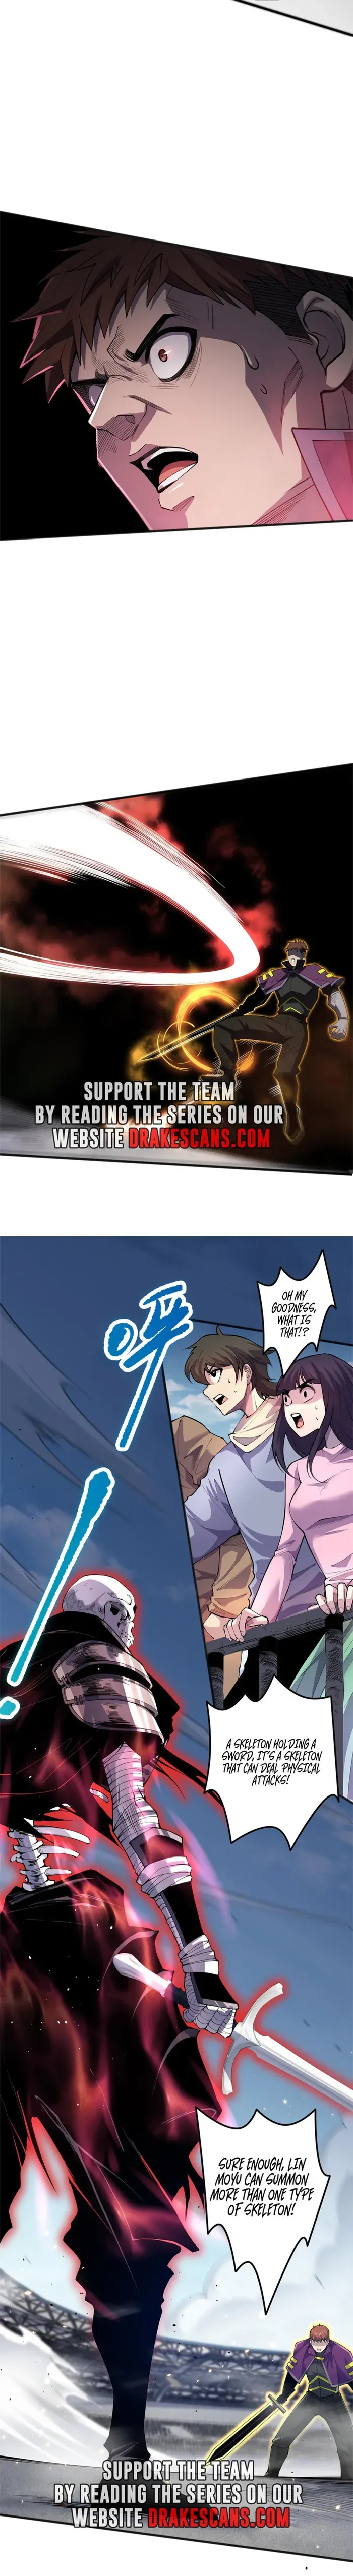 SUPPORT THE TEAM
BY READING THE SERIES ON OUR
WEBSITE DRAKESCANS.COM
OH MY
GOODNESS,
WHAT IS
THAT!?
呼
!
A SKELETON HOLDING A
SWORD, IT'S A SKELETON
THAT CAN DEAL PHYSICAL
ATTACKS!
SURE ENOUGH, LIN
MOYU CAN SUMMON
MORE THAN ONE TYPE
OF SKELETON!
SUPPORT THE TEAM
BY READING THE SERIES ON OUR
WEBSITE DRAKESCANS.COM